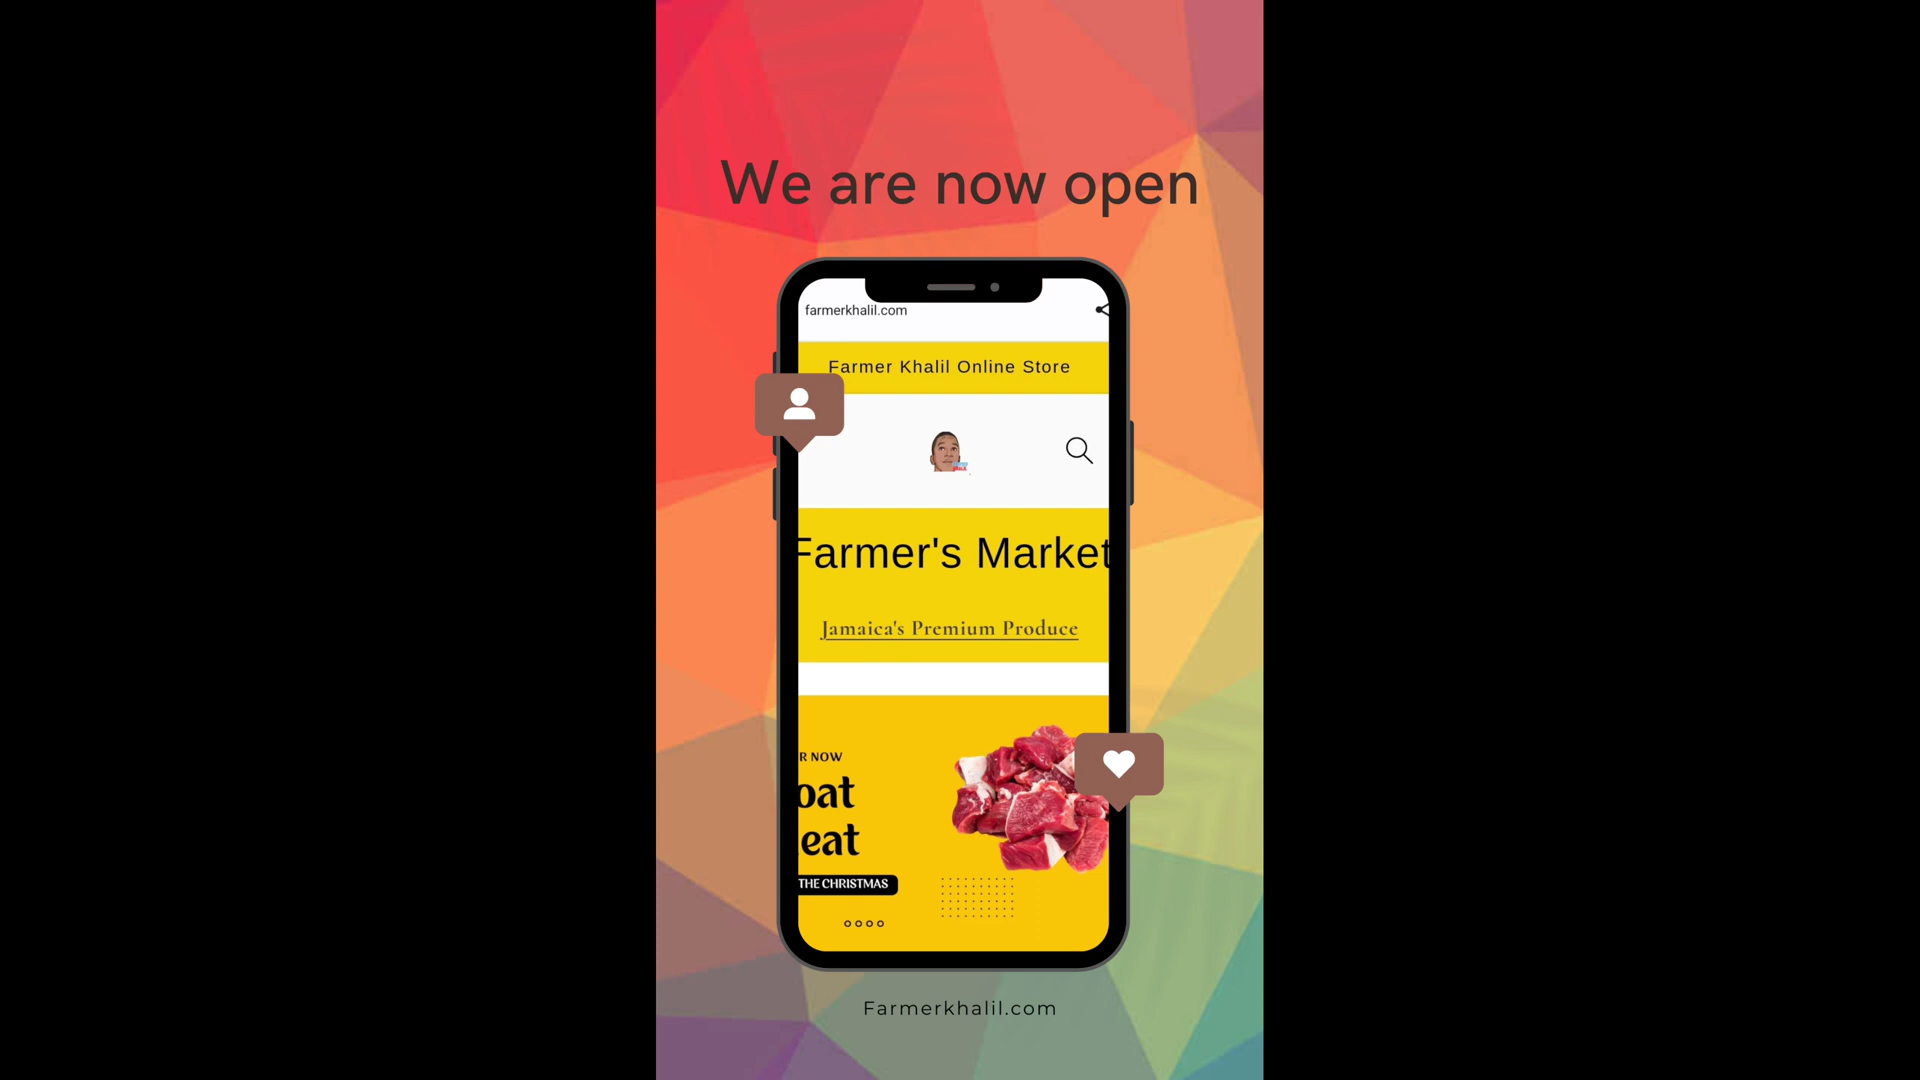 We are now open
farmerkhalil.com
Farmer Khalil Online Store
Farmer's Market
Jamaica's Premium Produce
R NOW
oat
eat
THE CHRISTMAS
Farmerkhalil.com